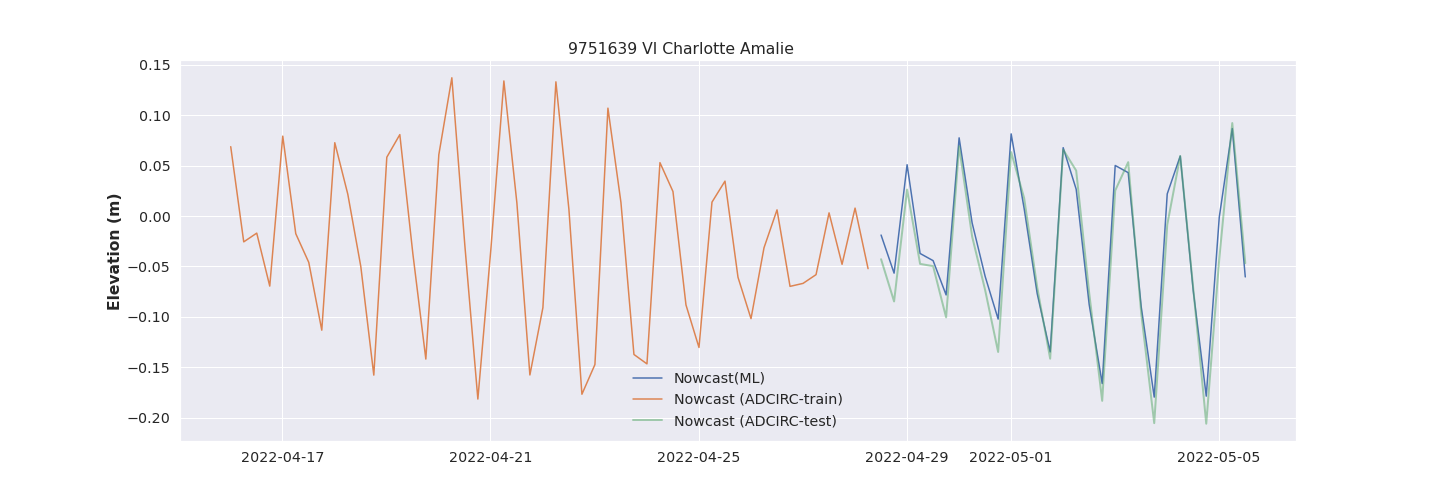 9751639 VI Charlotte Amalie
0.15
0.10
0.05
0.00
−0.05
−0.10
−0.15
−0.20
Elevation (m)
Nowcast(ML)
Nowcast (ADCIRC-train)
Nowcast (ADCIRC-test)
2022-04-17 2022-04-21 2022-04-25 2022-04-29 2022-05-01 2022-05-05